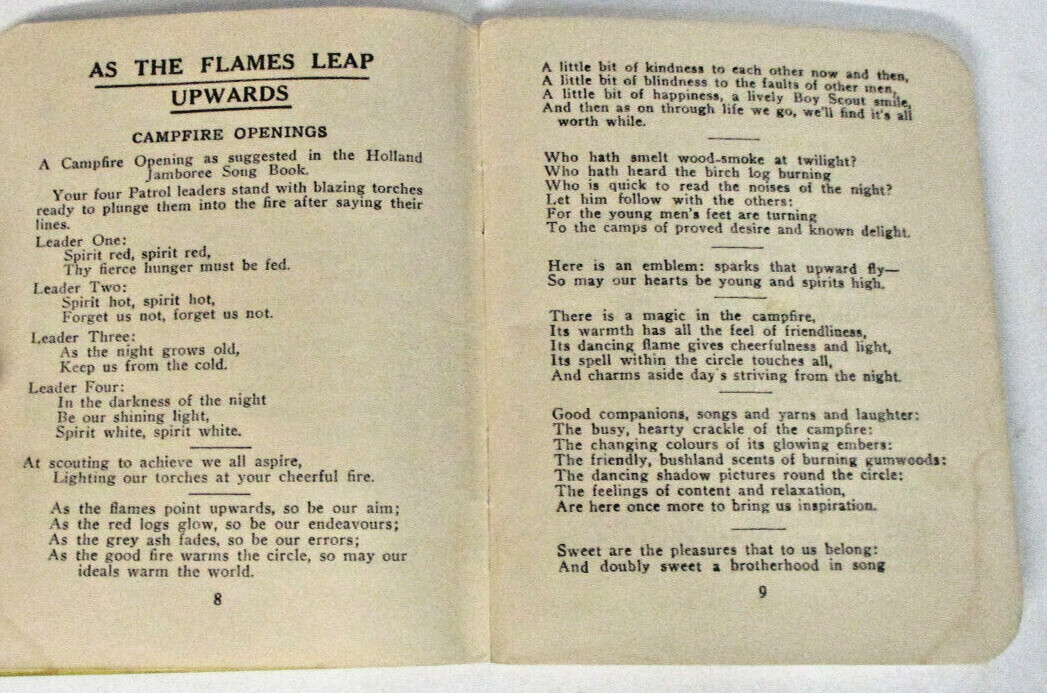 AS THE FLAMES LEAP
UPWARDS
CAMPFIRE OPENINGS
A Campfire Opening as suggested in the Holland
Jamboree Song Book.
Your four Patrol leaders stand with blazing torches
ready to plunge them into the fire after saying their
lines.
Leader One:
Spirit red, spirit red,
Thy fierce hunger must be fed.
Leader Two:
Spirit hot, spirit hot,
Forget us not, forget us not.
Leader Three:
As the night grows old,
Keep us from the cold.
Leader Four:
In the darkness of the night
Be our shining light,
Spirit white, spirit white.
At scouting to achieve we all aspire,
Lighting our torches at your cheerful fire.
As the flames point upwards, so be our aim;
As the red logs glow, so be our endeavours;
As the grey ash fades, so be our errors;
As the good fire warms the circle, so may our
ideals warm the world.
8
A little bit of kindness to each other now and then,
A little bit of blindness to the faults of other men,
A little bit of happiness, a lively Boy Scout smile,
And then as on through life we go, we'll find it's all
worth while.
Who hath smelt wood-smoke at twilight?
Who hath heard the birch log burning
Who is quick to read the noises of the night?
Let him follow with the others:
For the young men's feet are turning
To the camps of proved desire and known delight.
Here is an emblem: sparks that upward fly—
So may our hearts be young and spirits high.
There is a magic in the campfire,
Its warmth has all the feel of friendliness,
Its dancing flame gives cheerfulness and light,
Its spell within the circle touches all,
And charms aside day's striving from the night.
Good companions, songs and yarns and laughter:
The busy, hearty crackle of the campfire:
The changing colours of its glowing embers:
The friendly, bushland scents of burning gumwoods:
The dancing shadow pictures round the circle:
The feelings of content and relaxation,
Are here once more to bring us inspiration.
Sweet are the pleasures that to us belong:
And doubly sweet a brotherhood in song
9